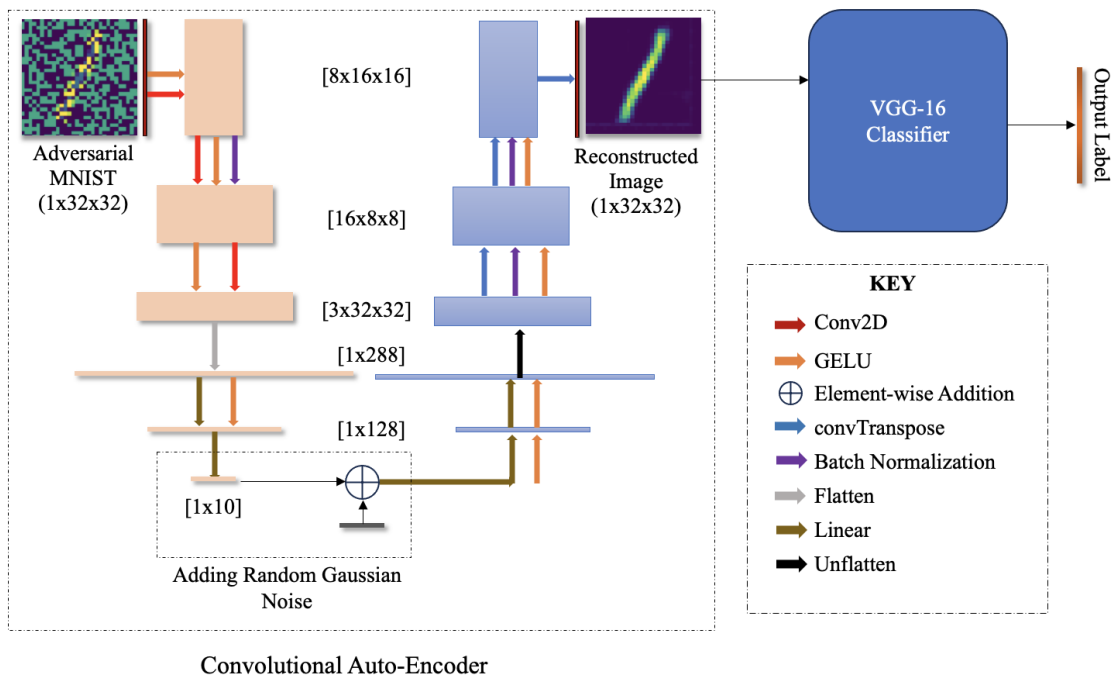 Adversarial
MNIST
(1x32x32)
[8x16x16]
[16x8x8]
[3x32x32]
[1x288]
[1x128]
[1x10]
Adding Random Gaussian
Noise
Reconstructed
Image
(1x32x32)
Convolutional Auto-Encoder
VGG-16
Classifier
Output Label
KEY
Conv2D
GELU
Element-wise Addition
convTranspose
Batch Normalization
Flatten
Linear
Unflatten